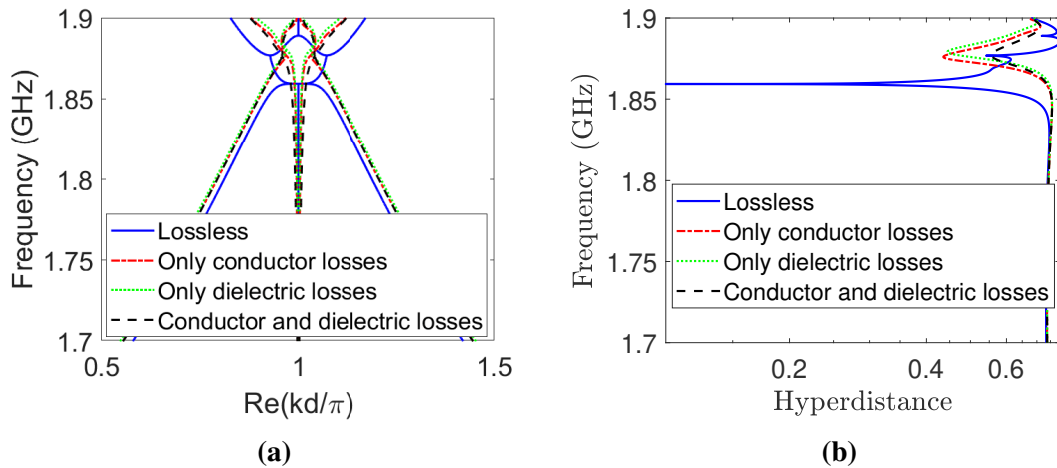 1.9
1.85
1.8
1.75
1.7
Frequency (GHz)
Lossless
Only conductor losses
Only dielectric losses
Conductor and dielectric losses
0.5
1
1.5
Re(kd/π)
(a)
1.9
1.85
1.8
1.75
1.7
Frequency (GHz)
Lossless
Only conductor losses
Only dielectric losses
Conductor and dielectric losses
0.2
0.4
0.6
Hyperdistance
(b)